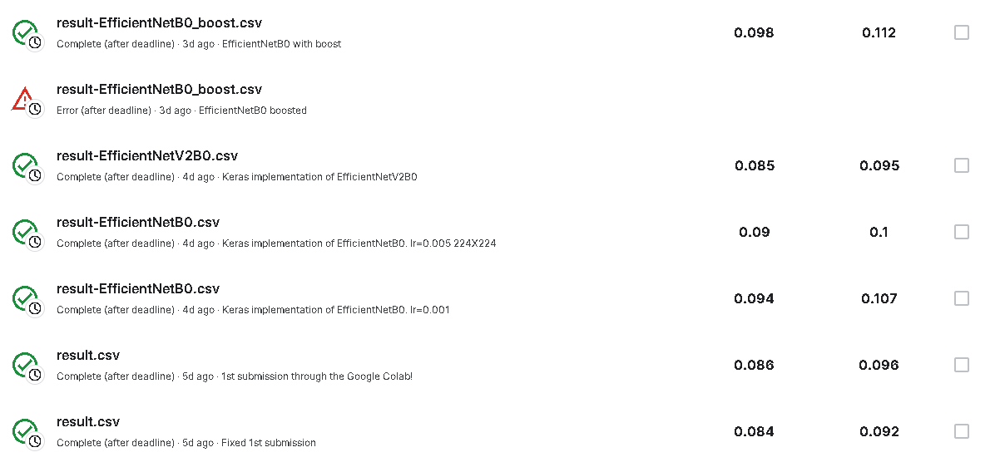 result-EfficientNetB0_boost.csv
Complete (after deadline) · 3d ago · EfficientNetB0 with boost
0.098 0.112
result-EfficientNetB0_boost.csv
Error (after deadline) · 3d ago · EfficientNetB0 boosted
result-EfficientNetV2B0.csv
Complete (after deadline) · 4d ago · Keras implementation of EfficientNetV2B0
0.085 0.095
result-EfficientNetB0.csv
Complete (after deadline) · 4d ago · Keras implementation of EfficientNetB0. lr=0.005 224X224
0.09 0.1
result-EfficientNetB0.csv
Complete (after deadline) · 4d ago · Keras implementation of EfficientNetB0. lr=0.001
0.094 0.107
result.csv
Complete (after deadline) · 5d ago · 1st submission through the Google Colab!
0.086 0.096
result.csv
Complete (after deadline) · 5d ago · Fixed 1st submission
0.084 0.092